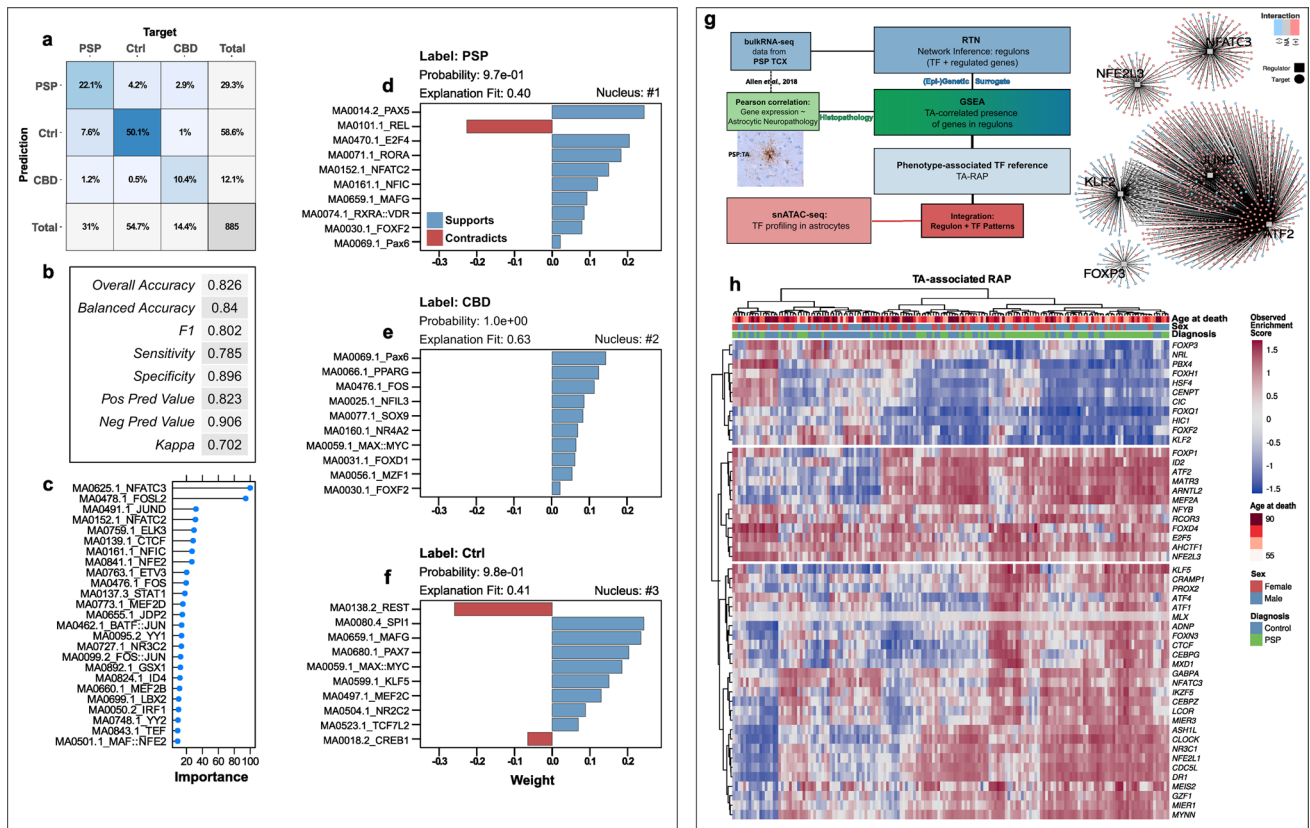 a
Target
PSP
Ctrl
CBD
Total
Prediction
PSP
22.1%
4.2%
2.9%
29.3%
Ctrl
7.6%
50.1%
1%
58.6%
CBD
1.2%
0.5%
10.4%
12.1%
Total
31%
54.7%
14.4%
885
b
Overall Accuracy 0.826
Balanced Accuracy 0.84
F1 0.802
Sensitivity 0.785
Specificity 0.896
Pos Pred Value 0.823
Neg Pred Value 0.906
Kappa 0.702
c
MA0625.1_NFATC3
MA0478.1_FOSL2
MA0491.1_JUND
MA0152.1_NFATC2
MA0759.1_ELK3
MA0139.1_CTCF
MA0161.1_NFIC
MA0841.1_NFE2
MA0763.1_ETV3
MA0476.1_FOS
MA0137.3_STAT1
MA0773.1_MEF2D
MA0655.1_JDP2
MA0462.1_BATF::JUN
MA0095.2_YY1
MA0727.1_NR3C2
MA0099.2_FOS::JUN
MA0892.1_GSX1
MA0824.1_ID4
MA0660.1_MEF2B
MA0699.1_LBX2
MA0050.2_IRF1
MA0748.1_YY2
MA0843.1_TEF
MA0501.1_MAF::NFE2
20 40 60 80 100
Importance
d
Label: PSP
Probability: 9.7e-01
Explanation Fit: 0.40
Nucleus: #1
MA0014.2_PAX5
MA0101.1_REL
MA0470.1_E2F4
MA0071.1_RORA
MA0152.1_NFATC2
MA0161.1_NFIC
MA0659.1_MAFG
MA0074.1_RXRA::VDR
MA0030.1_FOXF2
MA0069.1_Pax6
Supports
Contradicts
-0.3 -0.2 -0.1 0.0 0.1 0.2
e
Label: CBD
Probability: 1.0e+00
Explanation Fit: 0.63
Nucleus: #2
MA0069.1_Pax6
MA0066.1_PPARG
MA0476.1_FOS
MA0025.1_NFIL3
MA0077.1_SOX9
MA0160.1_NR4A2
MA0059.1_MAX::MYC
MA0031.1_FOXD1
MA0056.1_MZF1
MA0030.1_FOXF2
-0.3 -0.2 -0.1 0.0 0.1 0.2
f
Label: Ctrl
Probability: 9.8e-01
Explanation Fit: 0.41
Nucleus: #3
MA0138.2_REST
MA0080.4_SPI1
MA0659.1_MAFG
MA0680.1_PAX7
MA0059.1_MAX::MYC
MA0599.1_KLF5
MA0497.1_MEF2C
MA0504.1_NR2C2
MA0523.1_TCF7L2
MA0018.2_CREB1
-0.3 -0.2 -0.1 0.0 0.1 0.2
Weight
g
bulkRNA-seq
data from
PSP TCX
Allen et al., 2018
Pearson correlation:
Gene expression ~
Astrocytic Neuropathology
PSP:TA
RTN
Network Inference: regulons
(TF + regulated genes)
(Epi-)Genetic Surrogate
Histopathology
GSEA
TA-correlated presence
of genes in regulons
Phenotype-associated TF reference
TA-RAP
snATAC-seq:
TF profiling in astrocytes
Integration:
Regulon + TF Patterns
Interaction
(-)
NA
(+)
Regulator
Target
NFATC3
NFE2L3
JUNB
KLF2
ATF2
FOXP3
h
TA-associated RAP
Age at death
Sex
Diagnosis
FOXP3
NRL
PBX4
FOXH1
HSF4
CENPT
CIC
FOXQ1
HIC1
FOXF2
KLF2
FOXP1
ID2
ATF2
MATR3
ARNTL2
MEF2A
NFYB
RCOR3
FOXD4
E2F5
AHCTF1
NFE2L3
KLF5
CRAMP1
PROX2
ATF4
ATF1
MLX
ADNP
FOXN3
CTCF
CEBPG
MXD1
GABPA
NFATC3
IKZF5
CEBPZ
LCOR
MIER3
ASH1L
CLOCK
NR3C1
NFE2L1
CDC5L
DR1
MEIS2
GZF1
MIER1
MYNN
Observed
Enrichment
Score
1.5
1
0.5
0
-0.5
-1
-1.5
Age at death
90
55
Sex
Female
Male
Diagnosis
Control
PSP